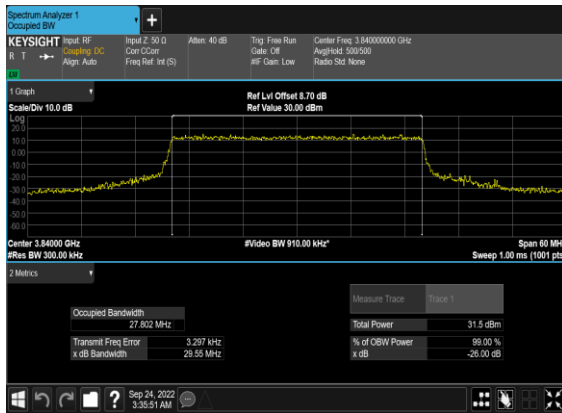 Spectrum Analyzer 1
Occupied BW
+
KEYSIGHT
R T
LXI
Input: RF
Coupling: DC
Align: Auto
Input Z: 50 Ω
Corr CCorr
Freq Ref: Int (S)
Atten: 40 dB
Trig: Free Run
Gate: Off
#IF Gain: Low
Center Freq: 3.840000000 GHz
Avg|Hold: 500/500
Radio Std: None
1 Graph
Scale/Div 10.0 dB
Ref Lvl Offset 8.70 dB
Ref Value 30.00 dBm
Log
20.0
10.0
0.00
-10.0
-20.0
-30.0
-40.0
-50.0
-60.0
Center 3.84000 GHz
#Res BW 300.00 kHz
#Video BW 910.00 kHz*
Span 60 MH
Sweep 1.00 ms (1001 pts
2 Metrics
Measure Trace
Trace 1
Occupied Bandwidth
27.802 MHz
Total Power
31.5 dBm
Transmit Freq Error
3.297 kHz
% of OBW Power
99.00 %
x dB Bandwidth
29.55 MHz
x dB
-26.00 dB
?
Sep 24, 2022
3:35:51 AM